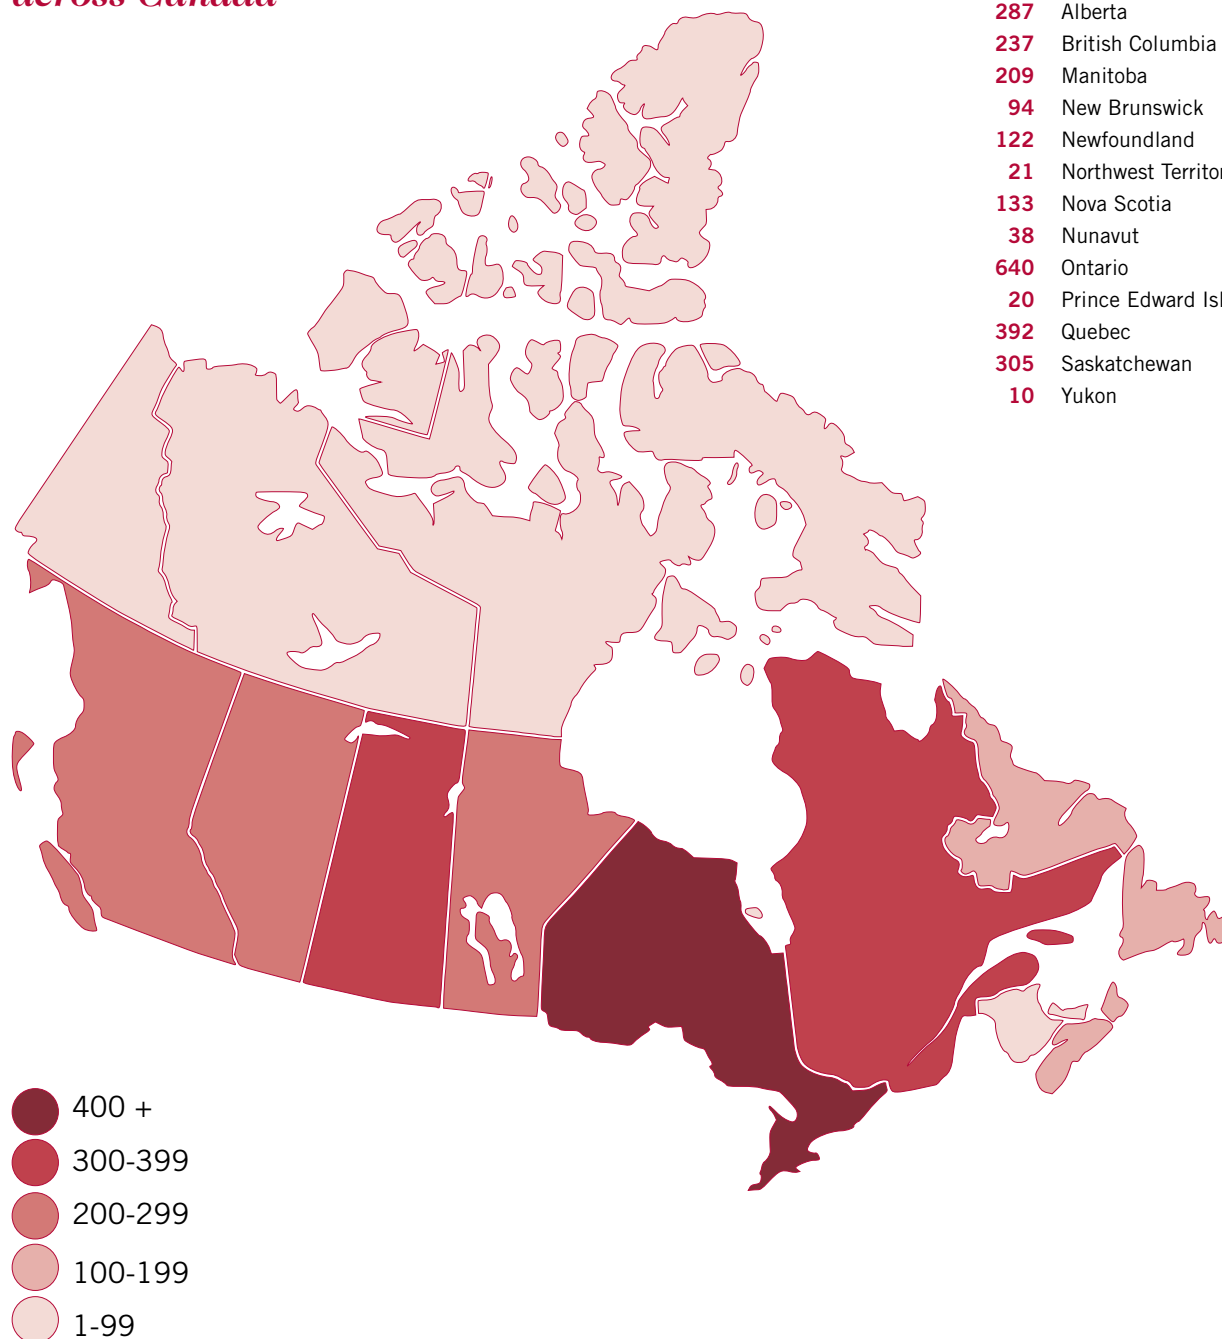 across Canada
287 Alberta
237 British Columbia
209 Manitoba
94 New Brunswick
122 Newfoundland
21 Northwest
133 Nova Scotia
38 Nunavut
640 Ontario
20 Prince Edward
392 Quebec
305 Saskatchewan
10 Yukon
400 +
300-399
200-299
100-199
1-99